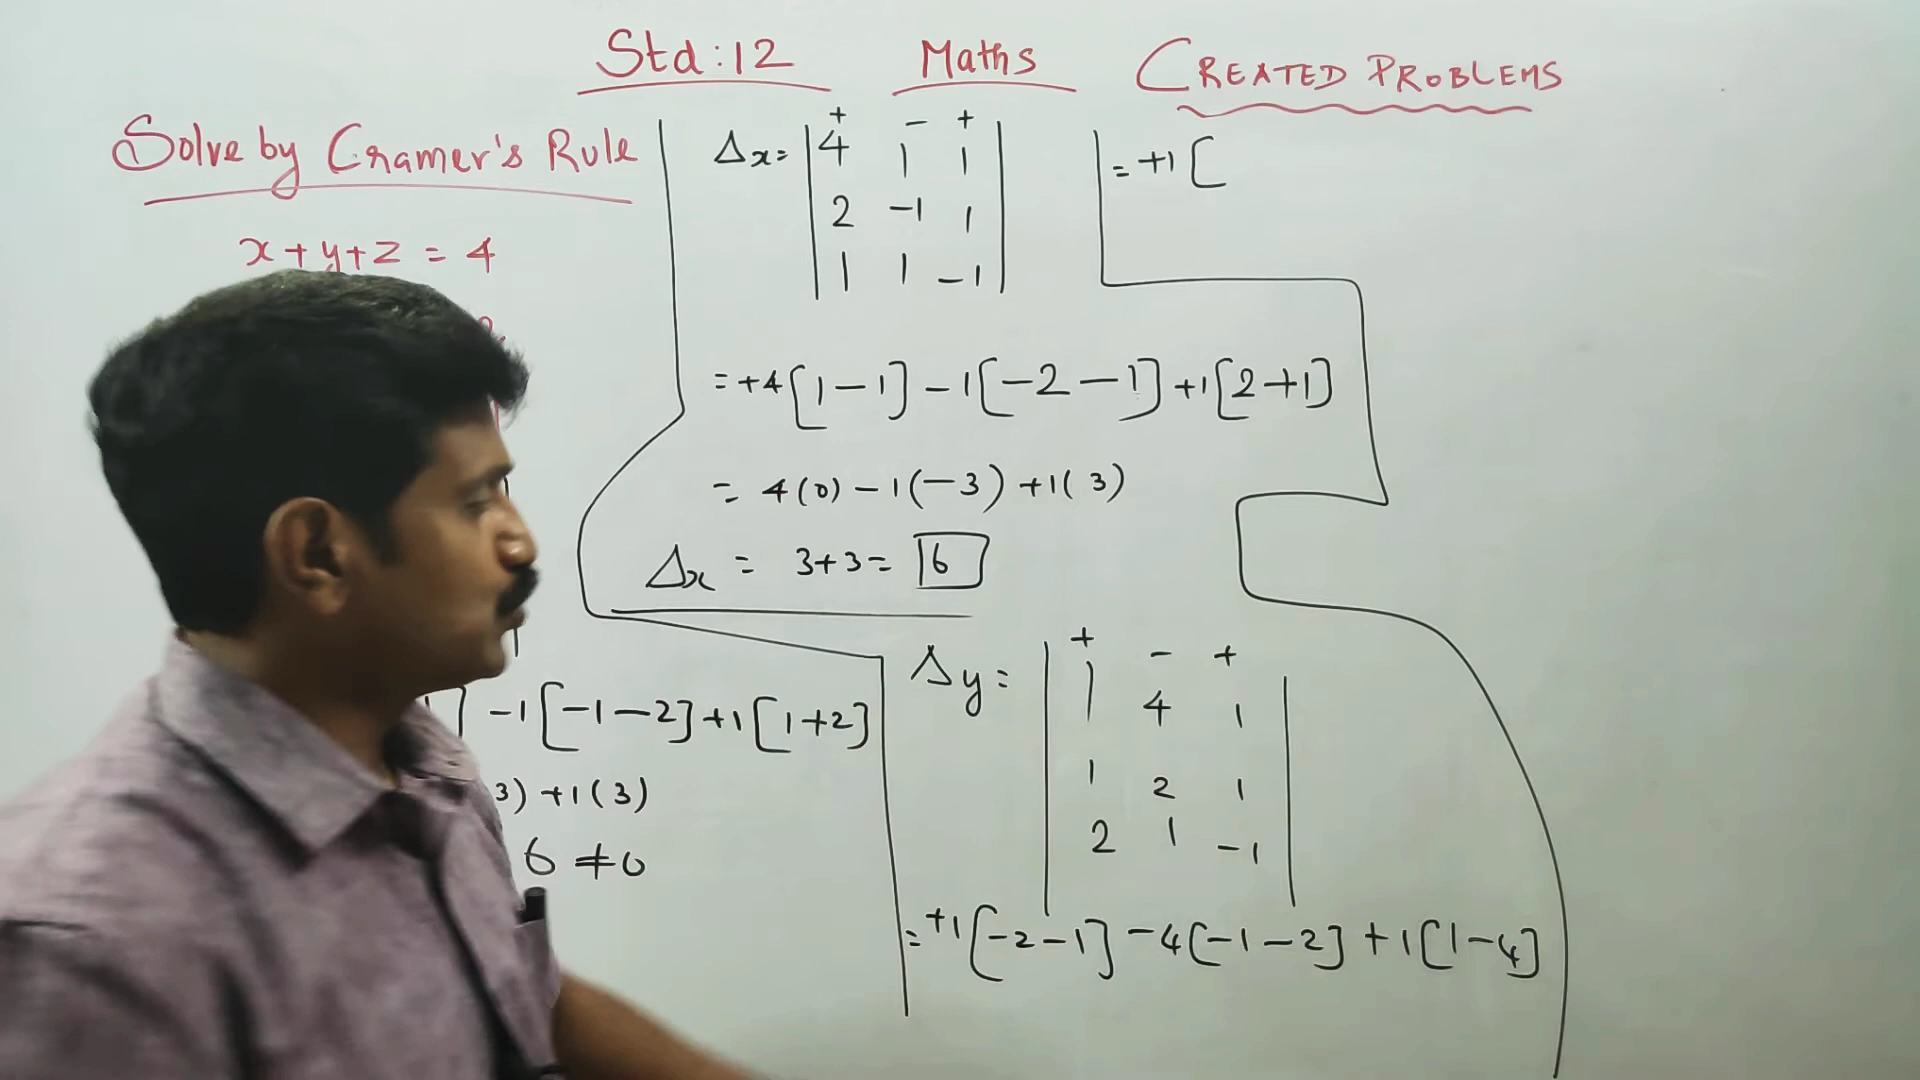 Std:12 Maths CREATED PROBLEMS
Solve by Cramer's Rule
x+y+z = 4
-1[-1-2]+1[1+2]
3)+1(3)
6≠0
+ - +
Δx= |4 1 1|
|2 -1 1|
|1 1 -1|
=+4[1-1]-1[-2-1]+1[2+1]
= 4(0)-1(-3)+1(3)
Δx = 3+3= 6
+ - +
Δy= |1 4 1|
|1 2 1|
|2 1 -1|
=+1[-2-1]-4[-1-2]+1[1-4]
=+1[